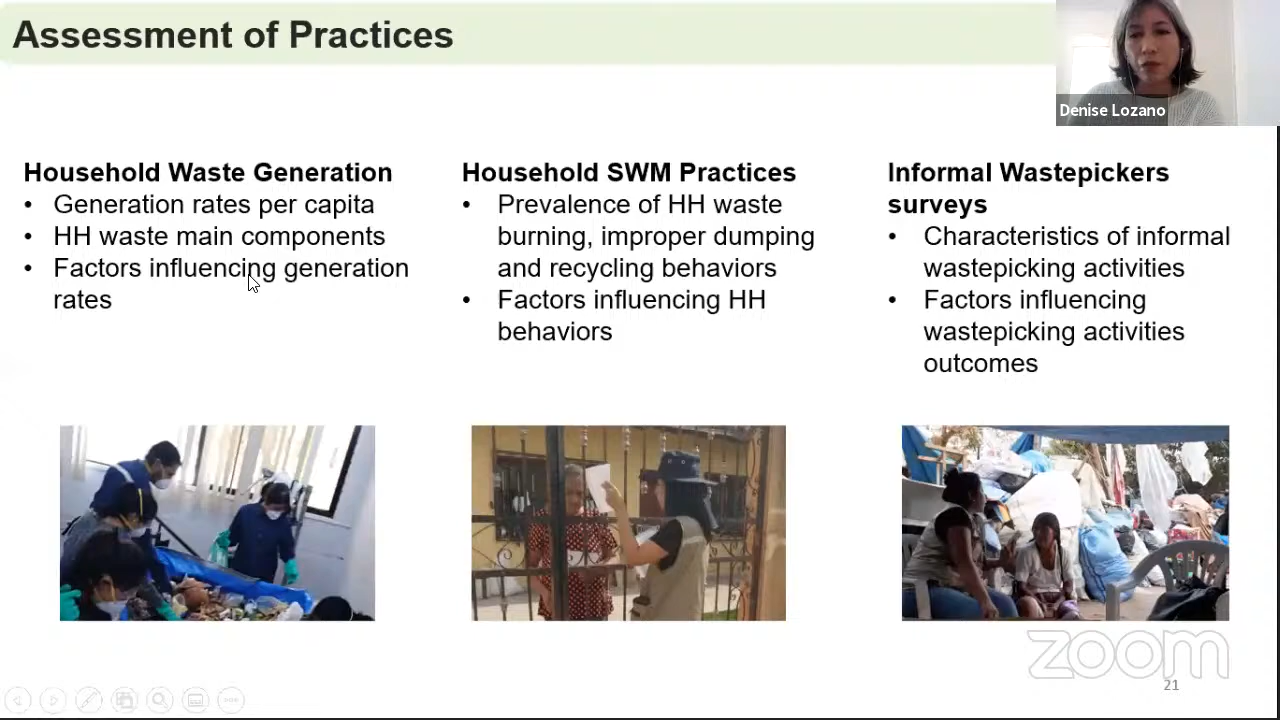 Assessment of Practices
Denise Lozano
Household Waste Generation
• Generation rates per capita
• HH waste main components
• Factors influencing generation
rates
Household SWM Practices
• Prevalence of HH waste
burning, improper dumping
and recycling behaviors
• Factors influencing HH
behaviors
Informal Wastepickers
surveys
• Characteristics of informal
wastepicking activities
• Factors influencing
wastepicking activities
outcomes
zoom
21